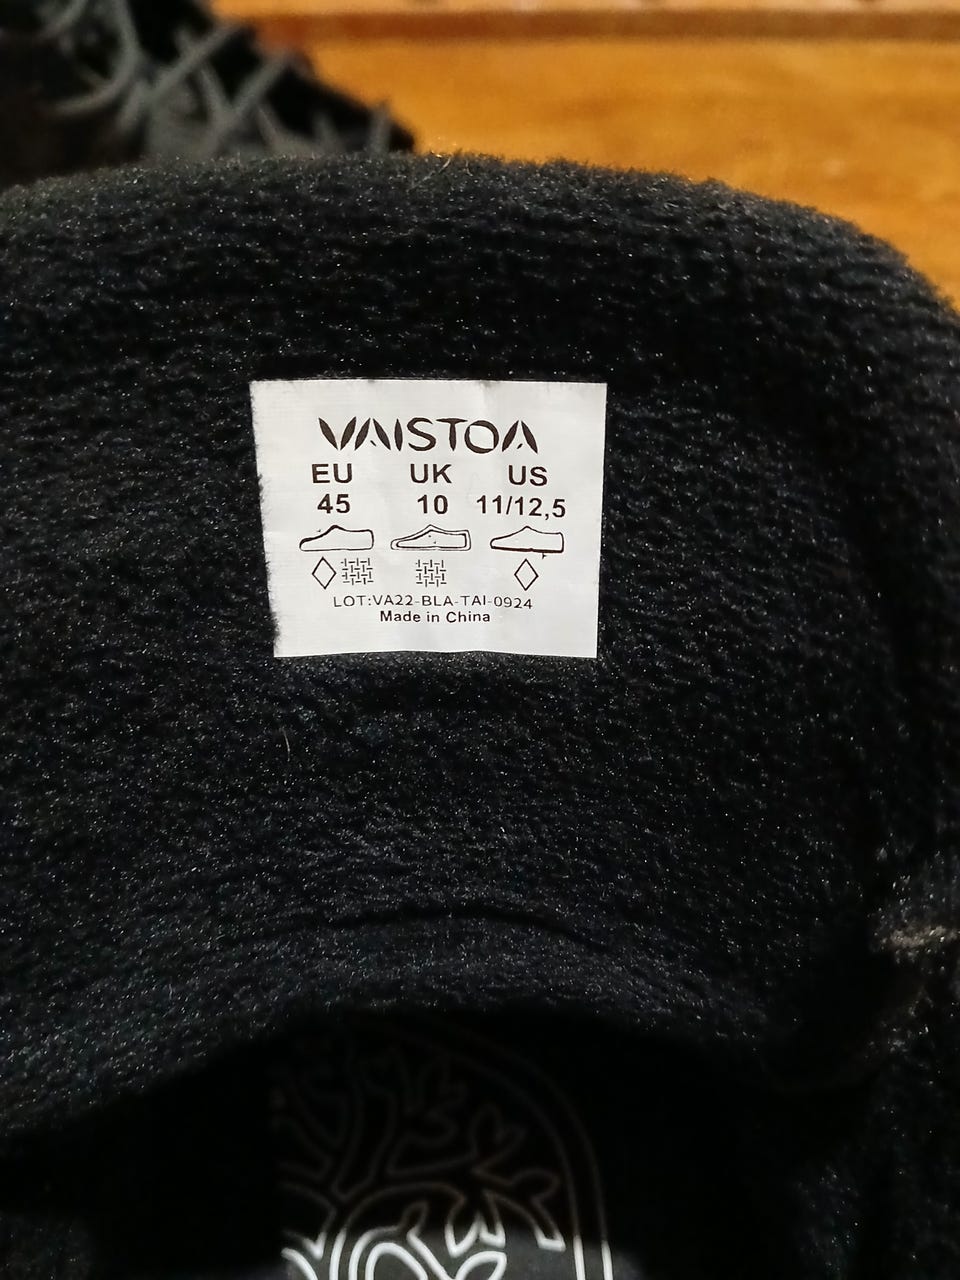 VAISTOA
EU UK US
45 10 11/12,5
LOT:VA22-BLA-TAI-0924
Made in China